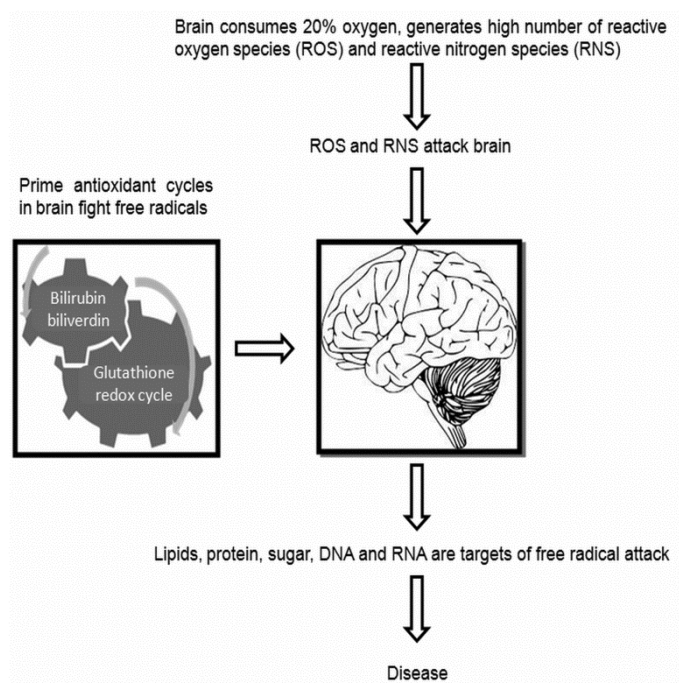 Brain consumes 20% oxygen, generates high number of reactive
oxygen species (ROS) and reactive nitrogen species (RNS)
ROS and RNS attack brain
Prime antioxidant cycles
in brain fight free radicals
Bilirubin
biliverdin
Glutathione
redox cycle
Lipids, protein, sugar, DNA and RNA are targets of free radical attack
Disease